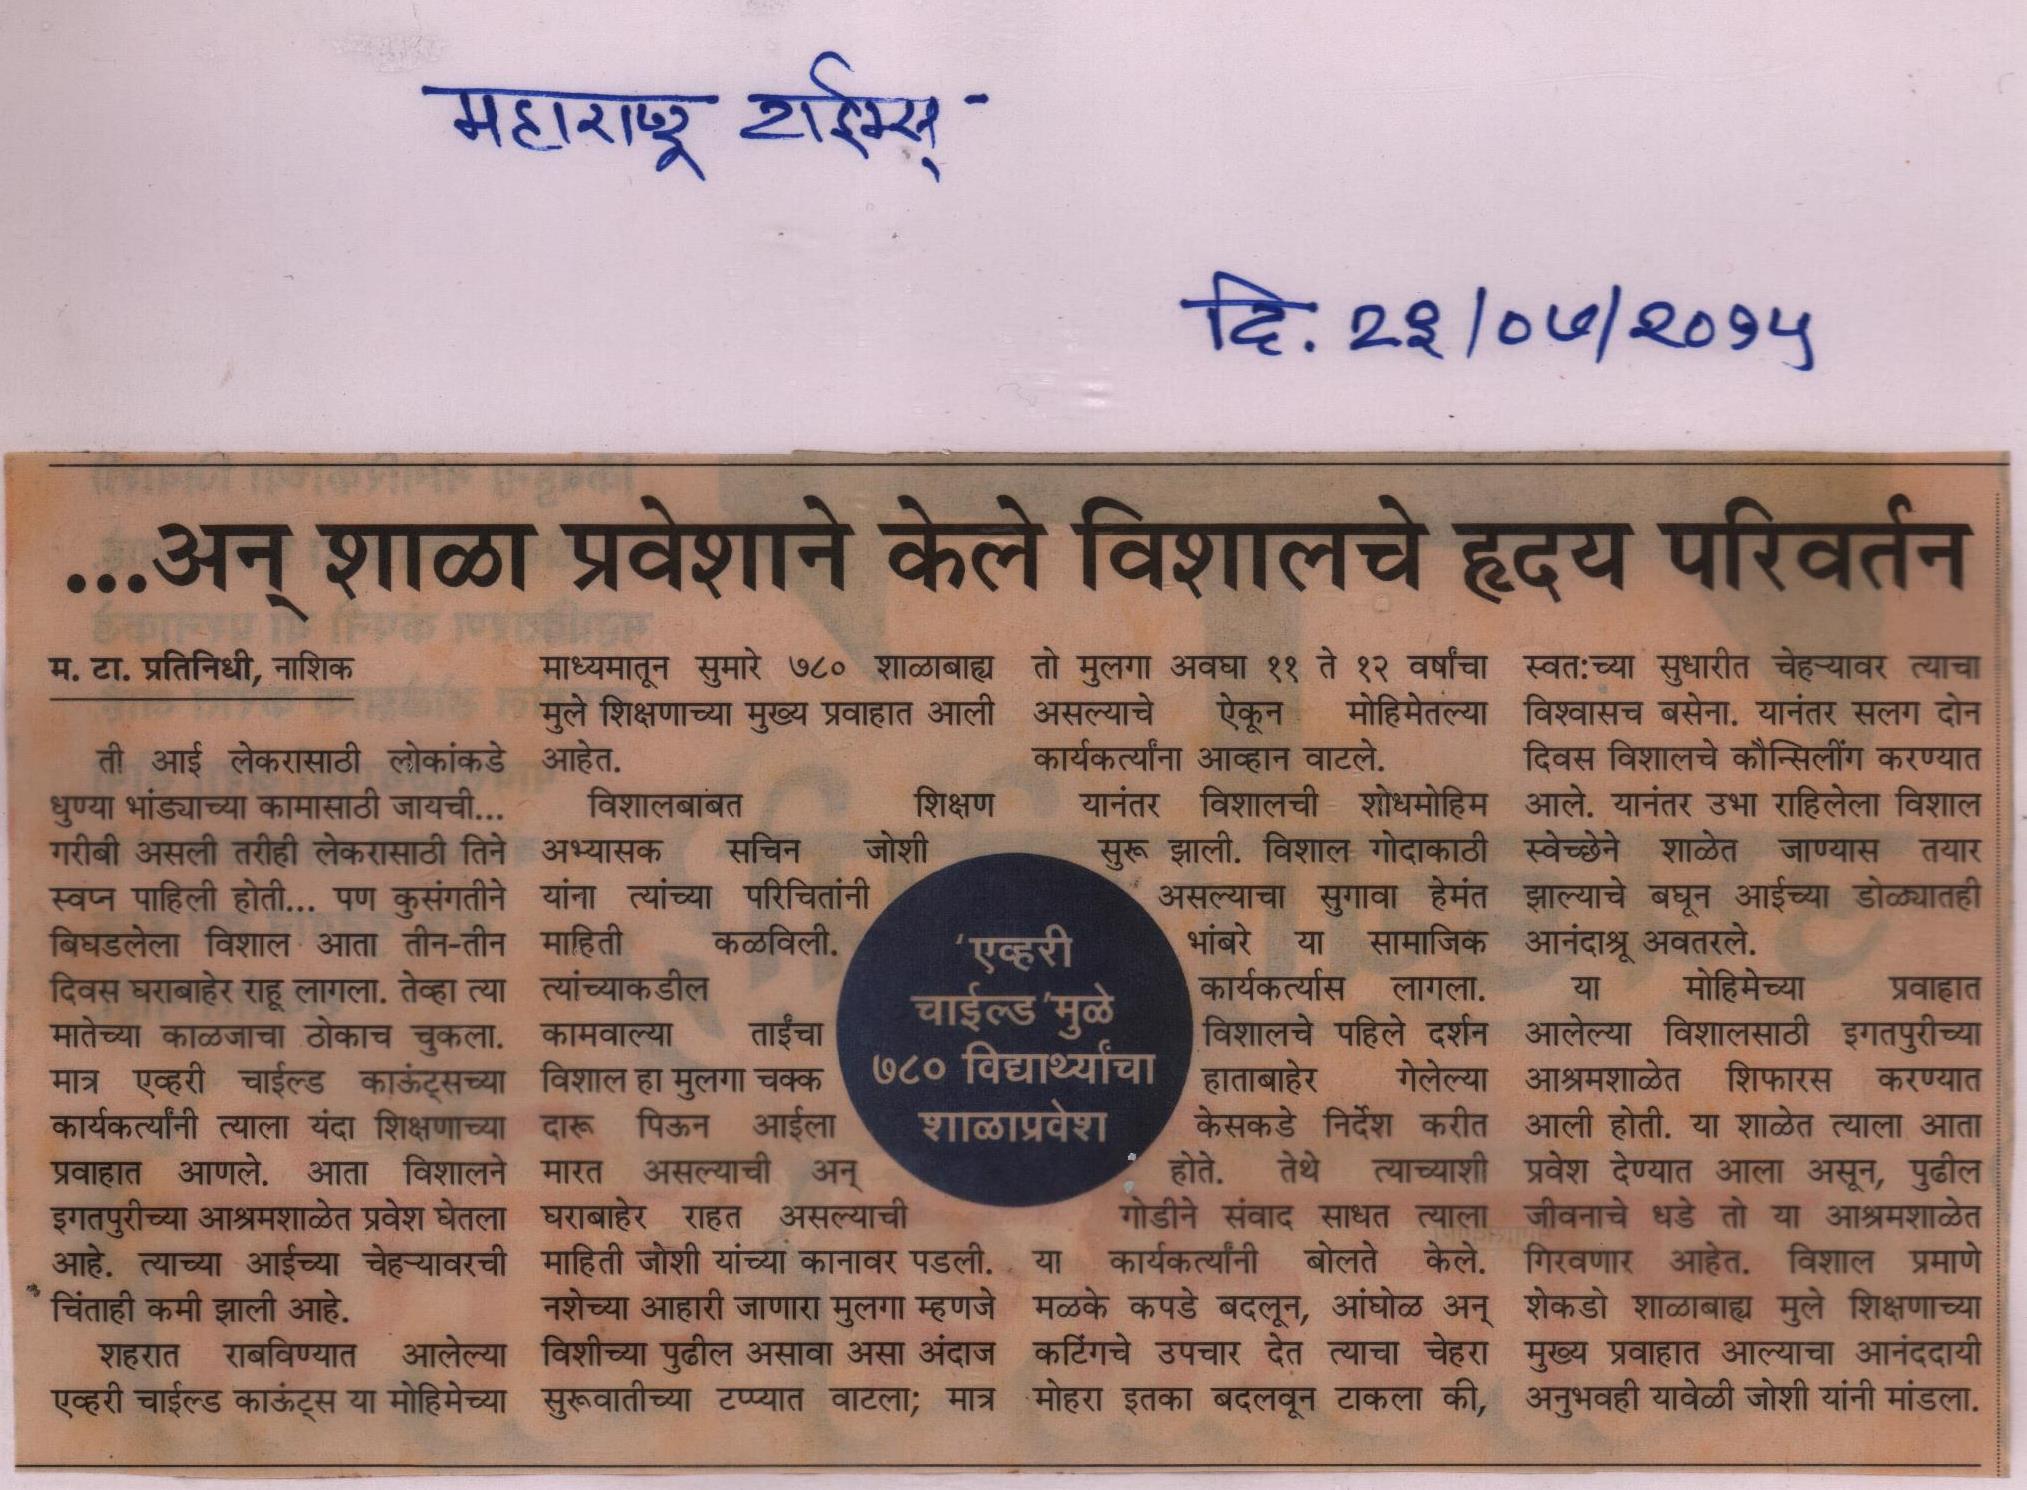 महाराष्ट्र टाईम्स्
दि. २३/०७/२०१५
...अन् शाळा प्रवेशाने केले विशालचे हृदय परिवर्तन
म. टा. प्रतिनिधी, नाशिक
ती आई लेकरासाठी लोकांकडे
धुण्या भांड्याच्या कामासाठी जायची...
गरीबी असली तरीही लेकरासाठी तिने
स्वप्न पाहिली होती... पण कुसंगतीने
बिघडलेला विशाल आता तीन-तीन
दिवस घराबाहेर राहू लागला. तेव्हा त्या
मातेच्या काळजाचा ठोकाच चुकला.
मात्र एव्हरी चाईल्ड काऊंट्सच्या
कार्यकर्त्यांनी त्याला यंदा शिक्षणाच्या
प्रवाहात आणले. आता विशालने
इगतपुरीच्या आश्रमशाळेत प्रवेश घेतला
आहे. त्याच्या आईच्या चेहऱ्यावरची
चिंताही कमी झाली आहे.
शहरात राबविण्यात आलेल्या
एव्हरी चाईल्ड काऊंट्स या मोहिमेच्या
माध्यमातून सुमारे ७८० शाळाबाह्य
मुले शिक्षणाच्या मुख्य प्रवाहात आली
आहेत.
विशालबाबत शिक्षण
अभ्यासक सचिन जोशी
यांना त्यांच्या परिचितांनी
माहिती कळविली.
त्यांच्याकडील
कामवाल्या ताईंचा
विशाल हा मुलगा चक्क
दारू पिऊन आईला
मारत असल्याची अन्
घराबाहेर राहत असल्याची
माहिती जोशी यांच्या कानावर पडली.
नशेच्या आहारी जाणारा मुलगा म्हणजे
विशीच्या पुढील असावा असा अंदाज
सुरूवातीच्या टप्प्यात वाटला; मात्र
'एव्हरी
चाईल्ड'मुळे
७८० विद्यार्थ्यांचा
शाळाप्रवेश
तो मुलगा अवघा ११ ते १२ वर्षांचा
असल्याचे ऐकून मोहिमेतल्या
कार्यकर्त्यांना आव्हान वाटले.
यानंतर विशालची शोधमोहिम
सुरू झाली. विशाल गोदाकाठी
असल्याचा सुगावा हेमंत
भांबरे या सामाजिक
कार्यकर्त्यास लागला.
विशालचे पहिले दर्शन
हाताबाहेर गेलेल्या
केसकडे निर्देश करीत
होते. तेथे त्याच्याशी
गोडीने संवाद साधत त्याला
या कार्यकर्त्यांनी बोलते केले.
मळके कपडे बदलून, आंघोळ अन्
कटिंगचे उपचार देत त्याचा चेहरा
मोहरा इतका बदलवून टाकला की,
स्वत:च्या सुधारीत चेहऱ्यावर त्याचा
विश्वासच बसेना. यानंतर सलग दोन
दिवस विशालचे कौन्सिलींग करण्यात
आले. यानंतर उभा राहिलेला विशाल
स्वेच्छेने शाळेत जाण्यास तयार
झाल्याचे बघून आईच्या डोळ्यातही
आनंदाश्रू अवतरले.
या मोहिमेच्या प्रवाहात
आलेल्या विशालसाठी इगतपुरीच्या
आश्रमशाळेत शिफारस करण्यात
आली होती. या शाळेत त्याला आता
प्रवेश देण्यात आला असून, पुढील
जीवनाचे धडे तो या आश्रमशाळेत
गिरवणार आहेत. विशाल प्रमाणे
शेकडो शाळाबाह्य मुले शिक्षणाच्या
मुख्य प्रवाहात आल्याचा आनंददायी
अनुभवही यावेळी जोशी यांनी मांडला.